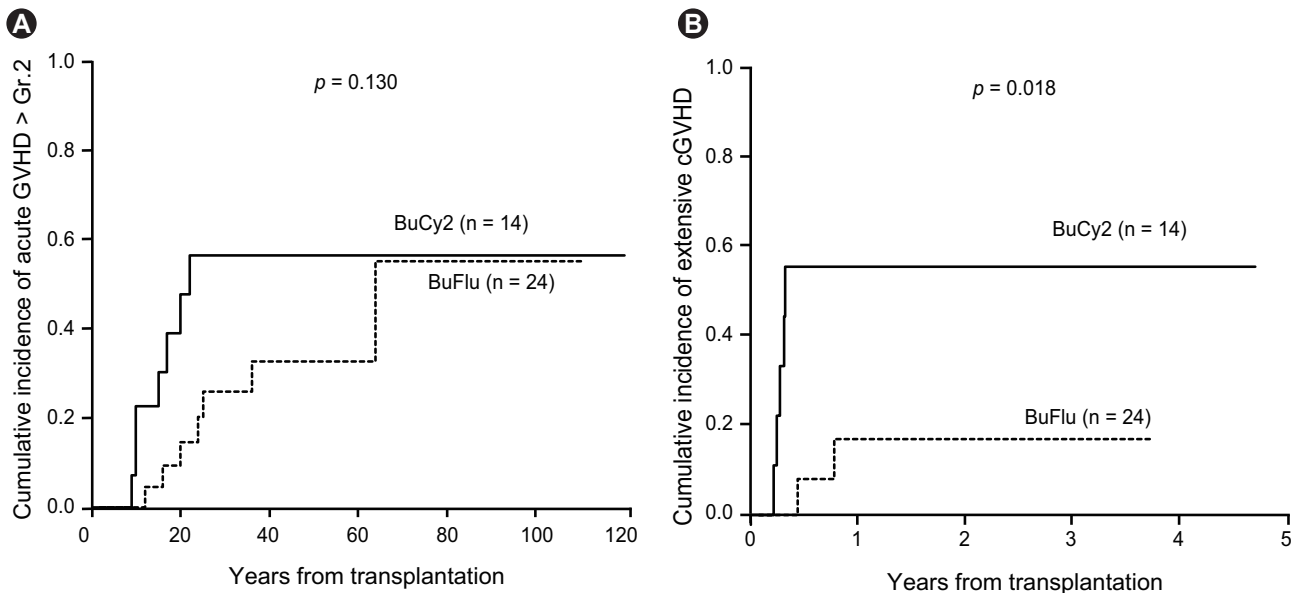 A
Cumulative incidence of acute GVHD > Gr.2
1.0
0.8
0.6
0.4
0.2
0.0
p = 0.130
BuCy2 (n = 14)
BuFlu (n = 24)
0
20
40
60
80
100
120
Years from transplantation
B
Cumulative incidence of extensive cGVHD
1.0
0.8
0.6
0.4
0.2
0.0
p = 0.018
BuCy2 (n = 14)
BuFlu (n = 24)
0
1
2
3
4
5
Years from transplantation